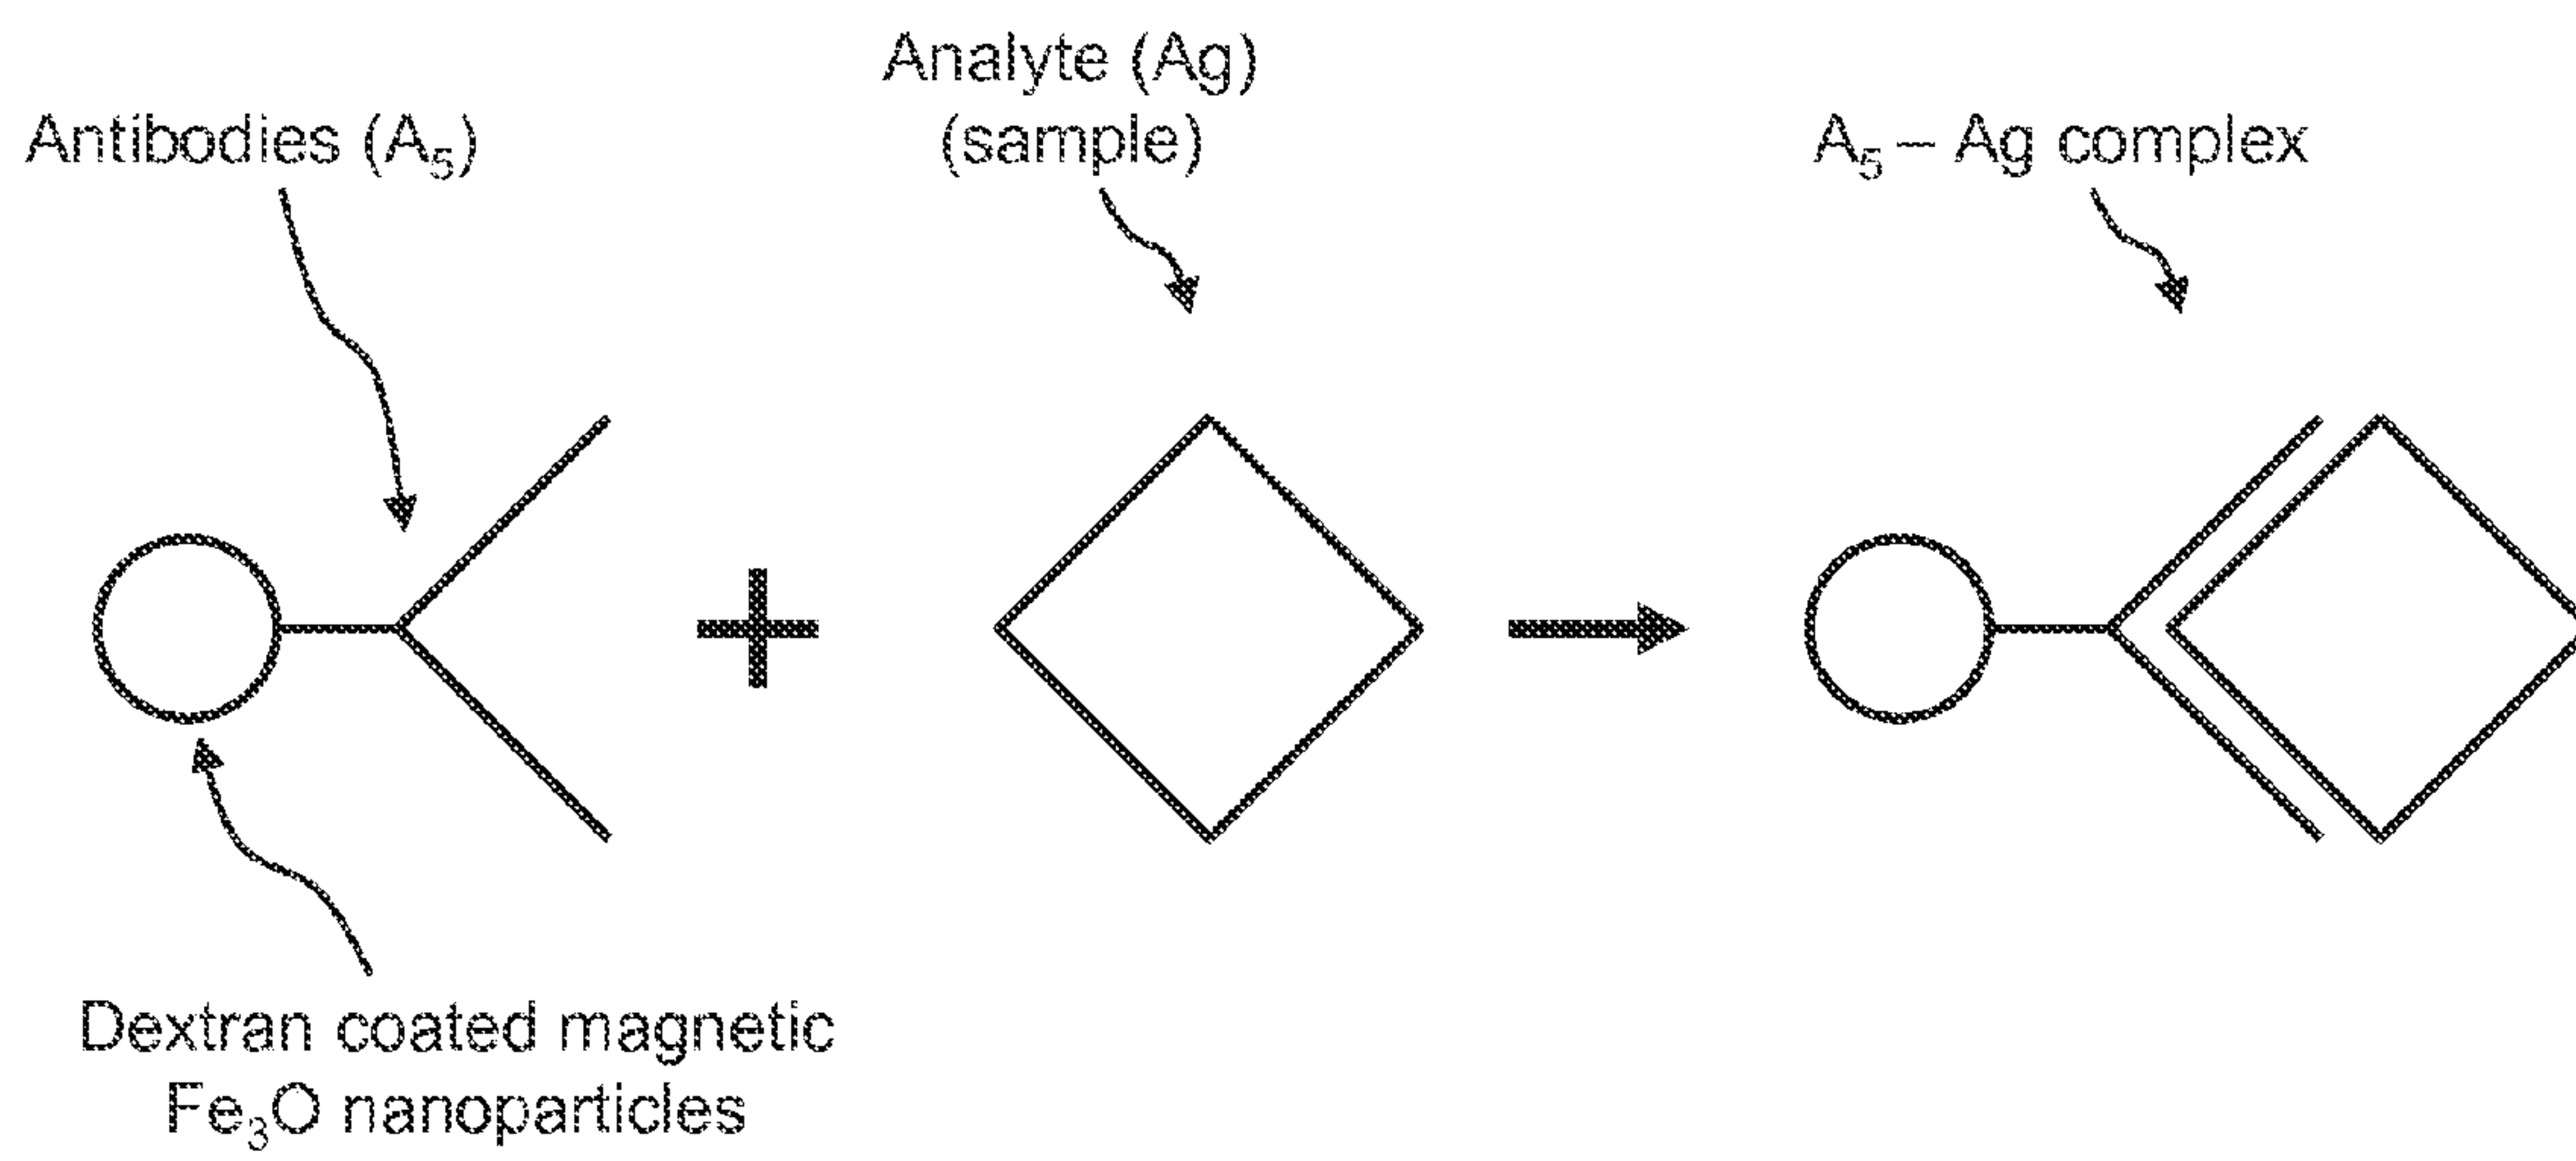 Analyte (Ag)
(sample)
Antibodies (A₅)
A₅ – Ag complex
Dextran coated magnetic
Fe₃O nanoparticles